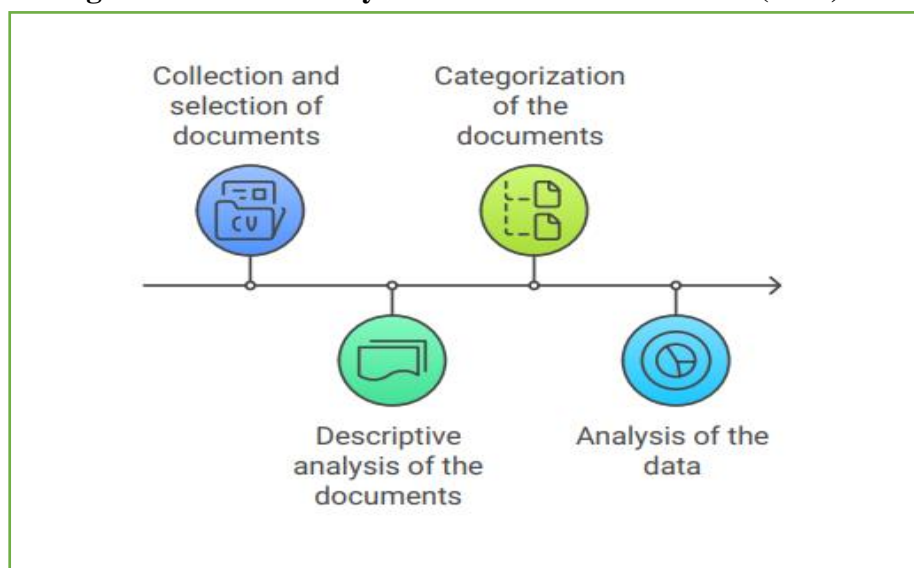 Collection and
selection of
documents
CV
Descriptive
analysis of the
documents
Categorization
of the
documents
Analysis of the
data